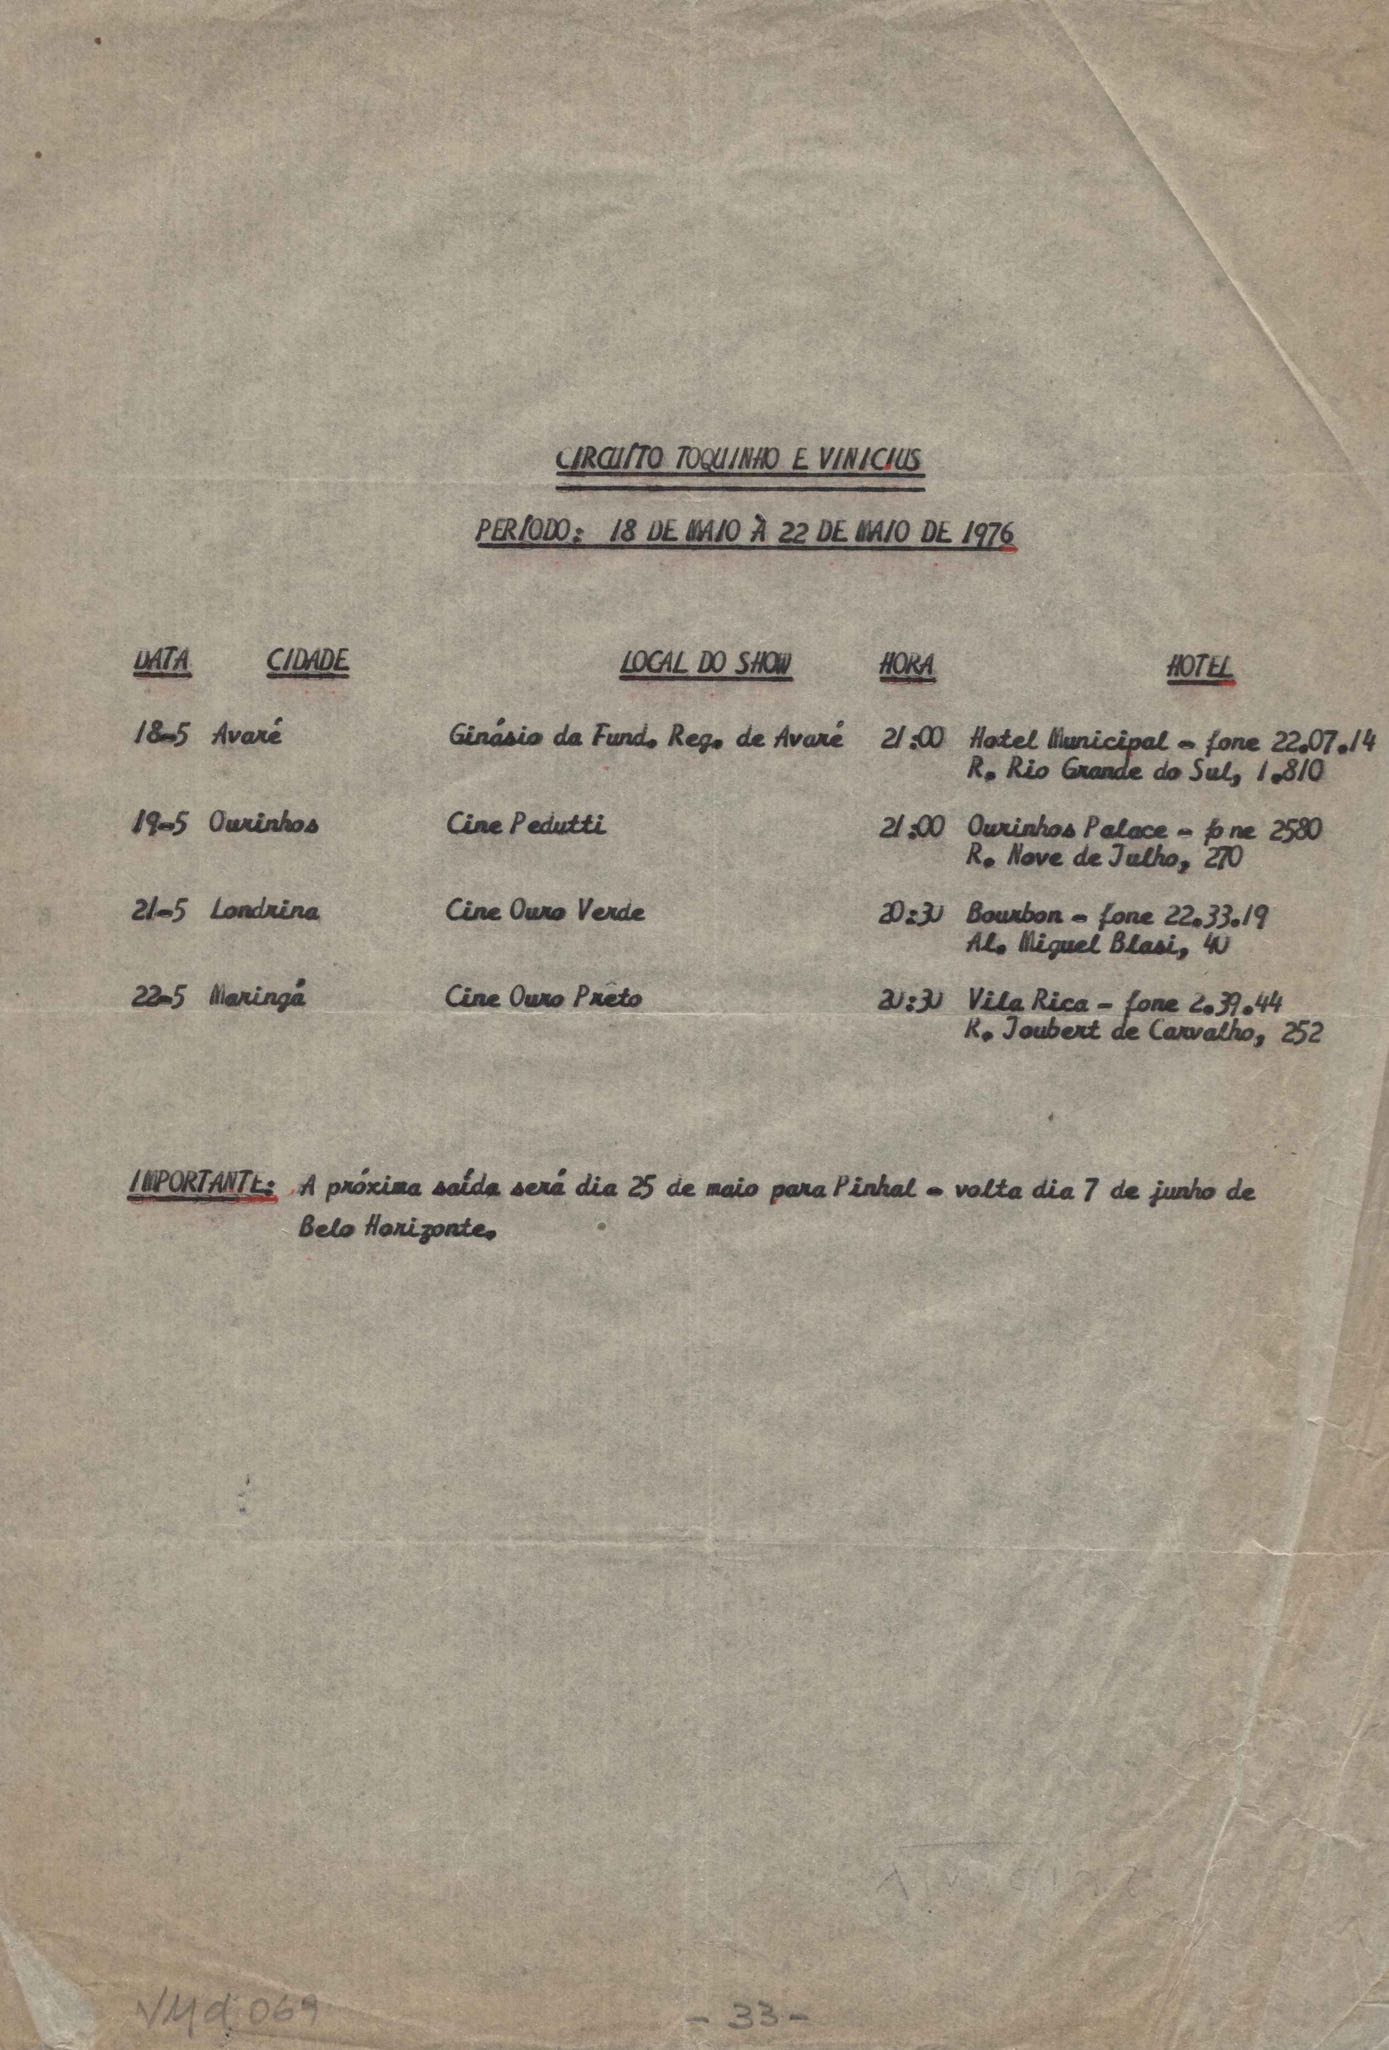 CIRCUÍTO TOQUINHO E VINICIUS
PERÍODO: 18 DE MAIO À 22 DE MAIO DE 1976
DATA CIDADE LOCAL DO SHOW HORA HOTEL
18-5 Avaré Ginásio da Fund. Reg. de Avaré 21:00 Hotel Municipal - fone 22.07.14
R. Rio Grande do Sul, 1.810
19-5 Ourinhos Cine Pedutti 21:00 Ourinhos Palace - fone 2580
R. Nove de Julho, 270
21-5 Londrina Cine Ouro Verde 20:30 Bourbon - fone 22.33.19
Al. Miguel Blasi, 40
22-5 Maringá Cine Ouro Prêto 20:30 Vila Rica - fone 2.39.44
R. Joubert de Carvalho, 252
IMPORTANTE: A próxima saída será dia 25 de maio para Pinhal - volta dia 7 de junho de
Belo Horizonte.
VMd 069
- 33 -